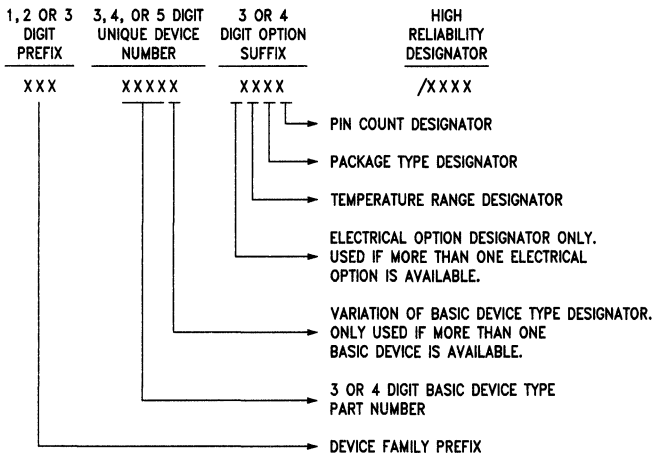 1, 2 OR 3 DIGIT PREFIX
3, 4, OR 5 DIGIT UNIQUE DEVICE NUMBER
3 OR 4 DIGIT OPTION SUFFIX
HIGH RELIABILITY DESIGNATOR
XXX XXXXX XXXX /XXXX
PIN COUNT DESIGNATOR
PACKAGE TYPE DESIGNATOR
TEMPERATURE RANGE DESIGNATOR
ELECTRICAL OPTION DESIGNATOR ONLY.
USED IF MORE THAN ONE ELECTRICAL
OPTION IS AVAILABLE.
VARIATION OF BASIC DEVICE TYPE DESIGNATOR.
ONLY USED IF MORE THAN ONE
BASIC DEVICE IS AVAILABLE.
3 OR 4 DIGIT BASIC DEVICE TYPE
PART NUMBER
DEVICE FAMILY PREFIX